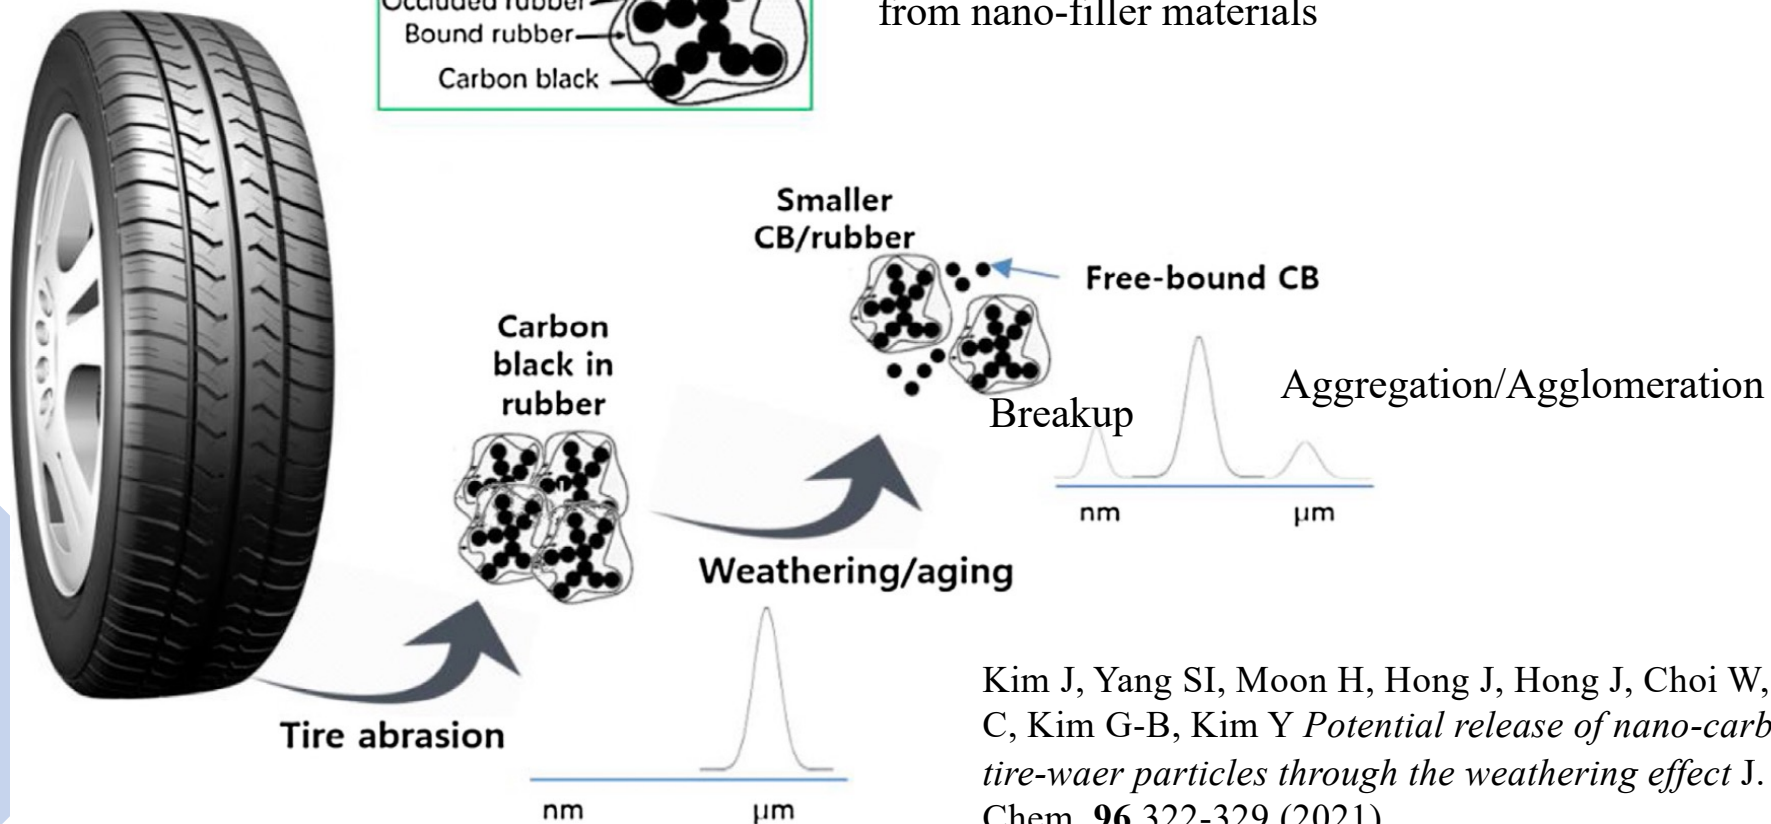 Occluded rubber
Bound rubber
Carbon black
from nano-filler materials
Smaller
CB/rubber
Free-bound CB
Carbon
black in
rubber
Breakup
Aggregation/Agglomeration
nm
μm
Weathering/aging
Tire abrasion
nm
μm
Kim J, Yang SI, Moon H, Hong J, Hong J, Choi W,
C, Kim G-B, Kim Y Potential release of nano-carb
tire-waer particles through the weathering effect J.
Chem. 96 322-329 (2021)